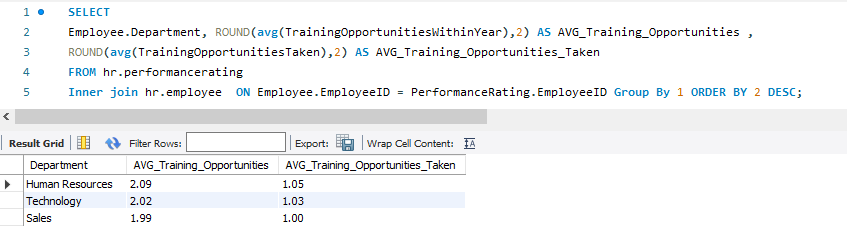 1 SELECT
2 Employee.Department, ROUND(avg(TrainingOpportunitiesWithinYear),2) AS AVG_Training_Opportunities ,
3 ROUND(avg(TrainingOpportunitiesTaken),2) AS AVG_Training_Opportunities_Taken
4 FROM hr.performancerating
5 Inner join hr.employee ON Employee.EmployeeID = PerformanceRating.EmployeeID Group By 1 ORDER BY 2 DESC;
Result Grid Filter Rows: Export: Wrap Cell Content:
Department AVG_Training_Opportunities AVG_Training_Opportunities_Taken
Human Resources 2.09 1.05
Technology 2.02 1.03
Sales 1.99 1.00